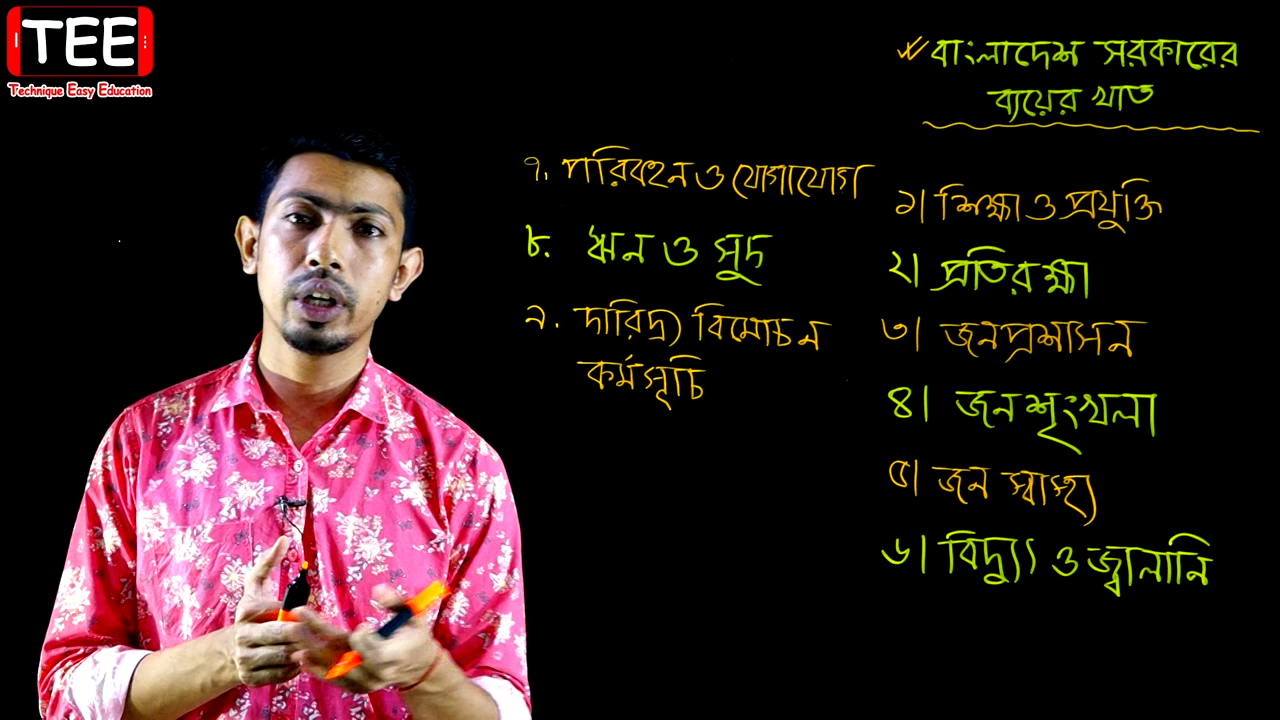 TEE
Technique Easy Education
বাংলাদেশ সরকারের
ব্যয়ের খাত
১। শিক্ষা ও প্রযুক্তি
২। প্রতিরক্ষা
৩। জনপ্রশাসন
৪। জনশৃংখলা
৫। জন স্বাস্থ্য
৬। বিদ্যুৎ ও জ্বালানি
৭. পরিবহন ও যোগাযোগ
৮. ঋন ও সুদ
৯. দারিদ্র্য বিমোচন
কর্মসূচি